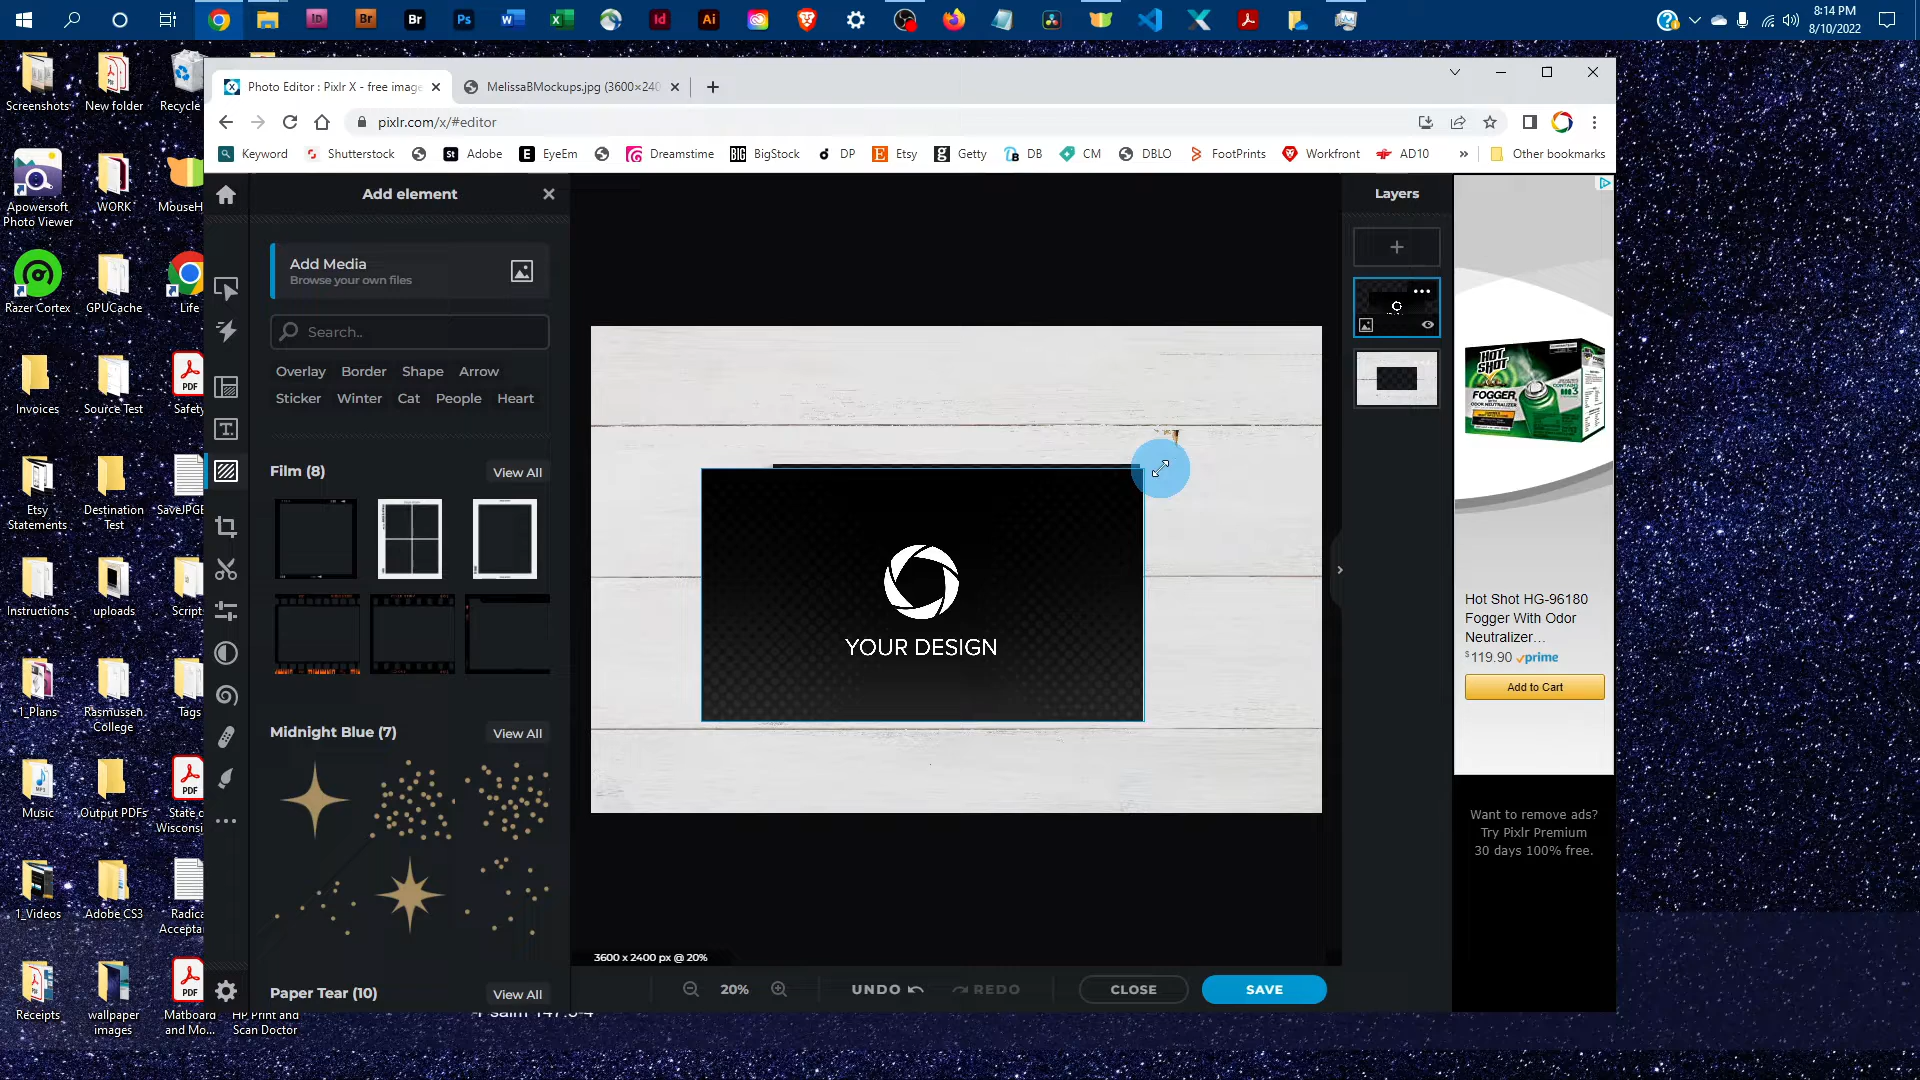 8:14 PM
8/10/2022
Screenshots
New folder
Recycle
Apowersoft
Photo Viewer
WORK
MouseH
Razer Cortex
GPUCache
Life
Invoices
Source Test
Safety
Etsy
Statements
Destination
Test
SaveJPGE
Instructions
uploads
Script
1_Plans
Rasmussen
College
Tags
Music
Output PDFs
State o
Wisconsi
1_Videos
Adobe CS3
Radica
Accepta
Receipts
wallpaper
images
Matboard
and Mo...
HP Print and
Scan Doctor
Photo Editor : Pixlr X - free image
MelissaBMockups.jpg (3600×240
pixlr.com/x/#editor
Keyword
Shutterstock
Adobe
EyeEm
Dreamstime
BigStock
DP
Etsy
Getty
DB
CM
DBLO
FootPrints
Workfront
AD10
Other bookmarks
Add element
Add Media
Browse your own files
Search..
Overlay Border Shape Arrow
Sticker Winter Cat People Heart
Film (8)
View All
Midnight Blue (7)
View All
Paper Tear (10)
View All
YOUR DESIGN
3600 x 2400 px @ 20%
20%
UNDO
REDO
CLOSE
SAVE
Layers
HOT
SHOT
FOGGER
Hot Shot HG-96180
Fogger With Odor
Neutralizer...
$119.90 prime
Add to Cart
Want to remove ads?
Try Pixlr Premium
30 days 100% free.